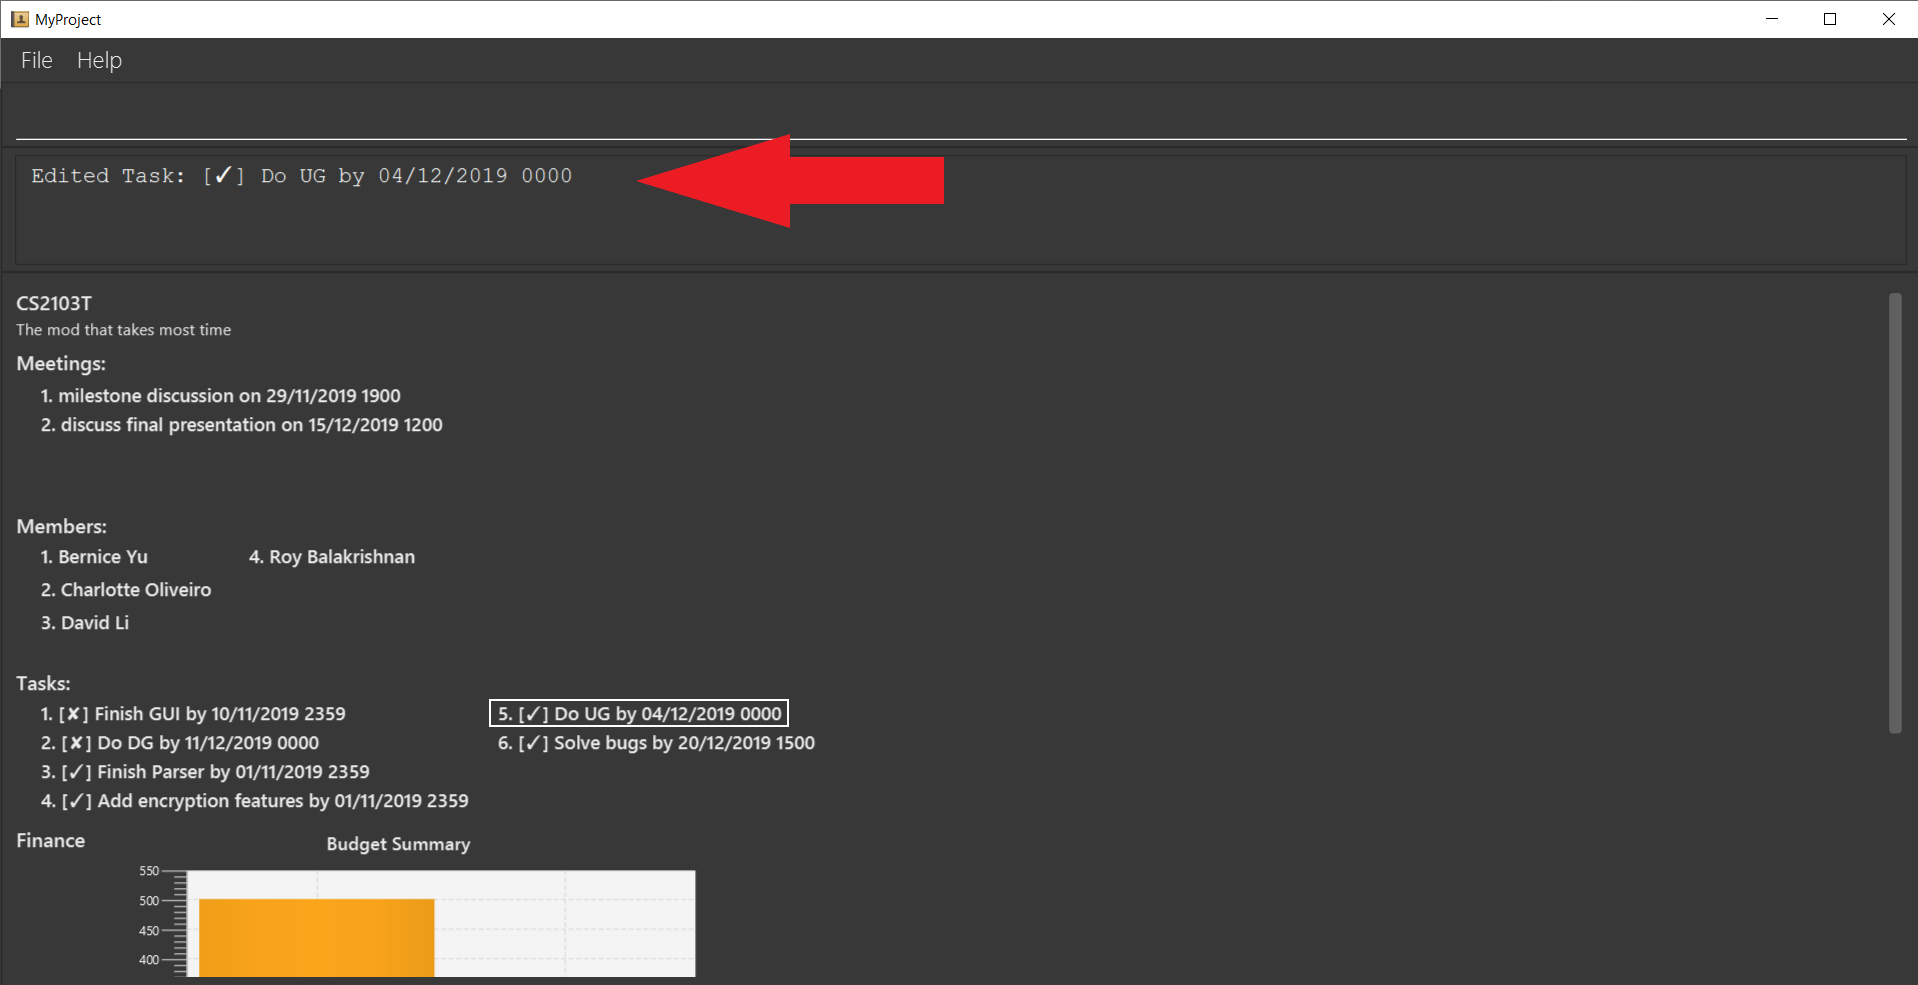 MyProject
File Help
Edited Task: [✓] Do UG by 04/12/2019 0000
CS2103T
The mod that takes most time
Meetings:
1. milestone discussion on 29/11/2019 1900
2. discuss final presentation on 15/12/2019 1200
Members:
1. Bernice Yu
2. Charlotte Oliveiro
3. David Li
4. Roy Balakrishnan
Tasks:
1. [✘] Finish GUI by 10/11/2019 2359
2. [✘] Do DG by 11/12/2019 0000
3. [✓] Finish Parser by 01/11/2019 2359
4. [✓] Add encryption features by 01/11/2019 2359
5. [✓] Do UG by 04/12/2019 0000
6. [✓] Solve bugs by 20/12/2019 1500
Finance
Budget Summary
550
500
450
400